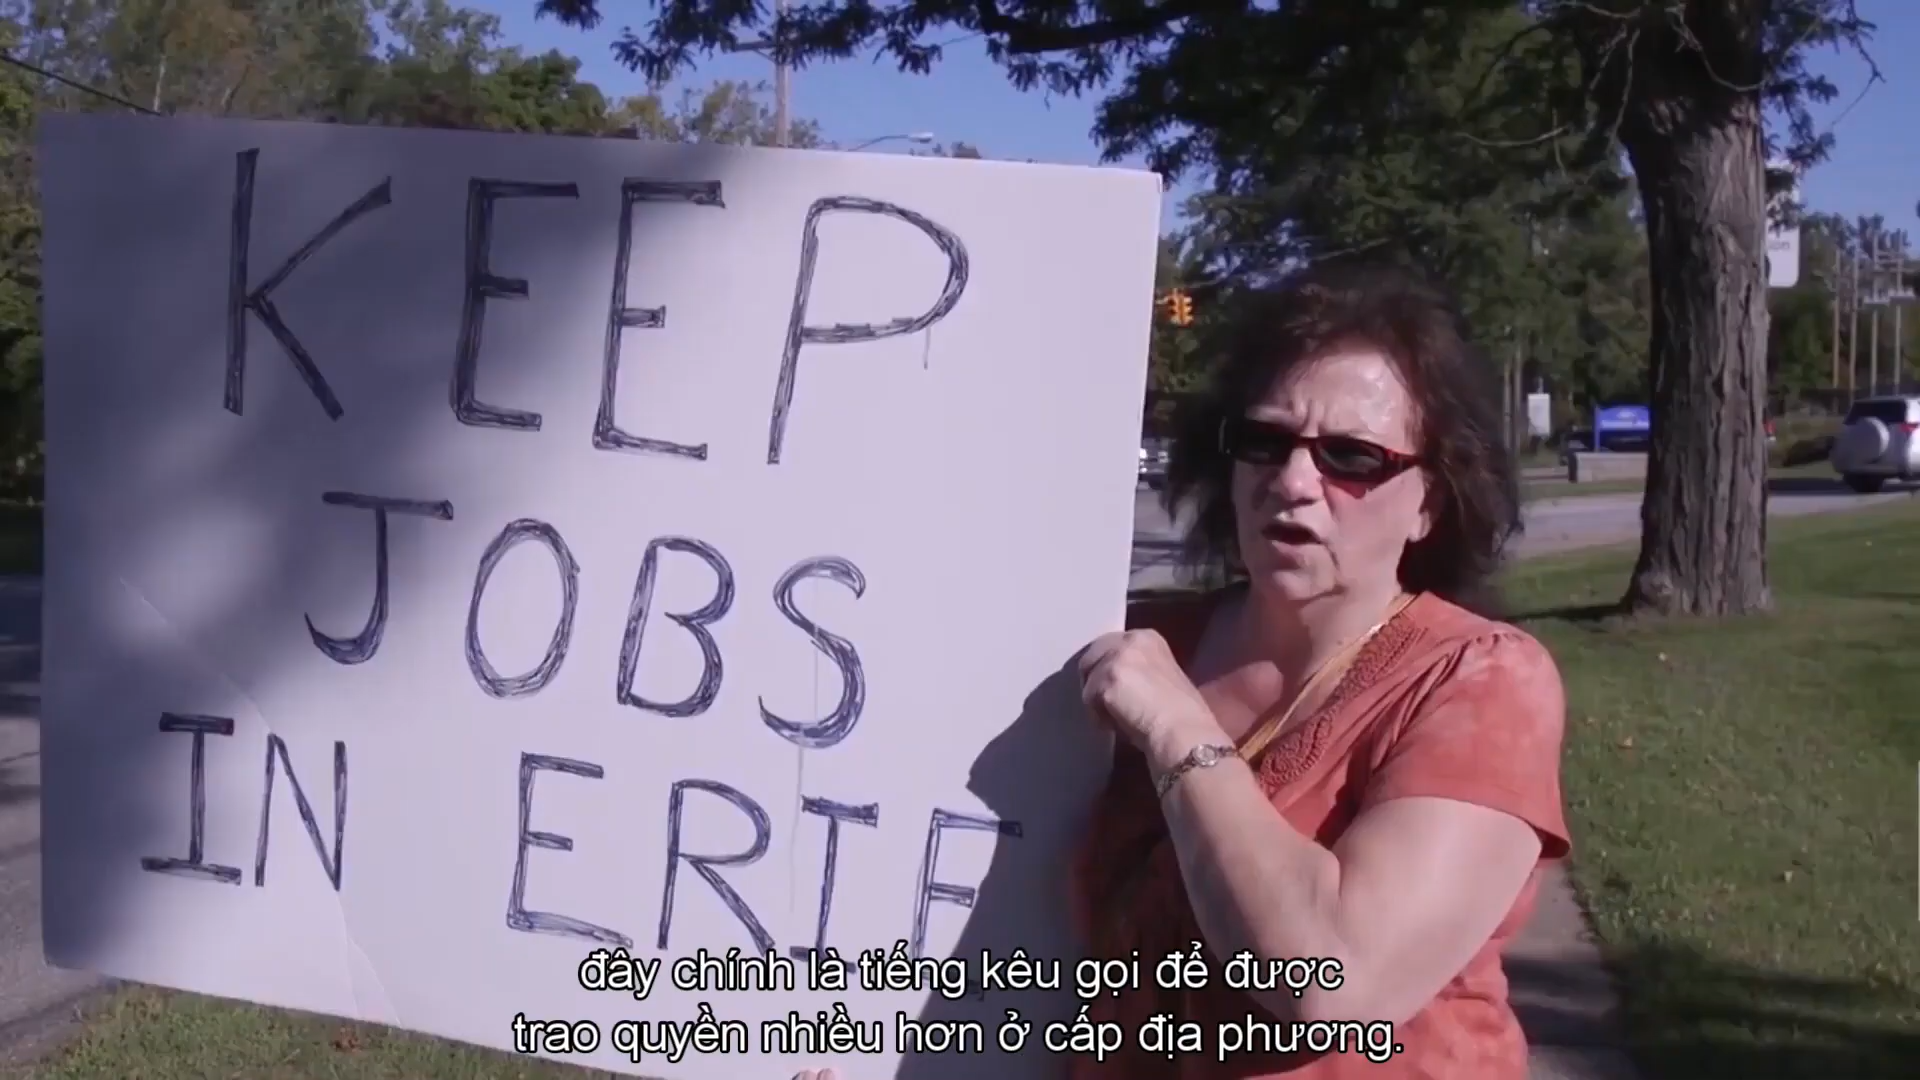 KEEP
JOBS
IN ERIE
đây chính là tiếng kêu gọi để được
trao quyền nhiều hơn ở cấp địa phương.